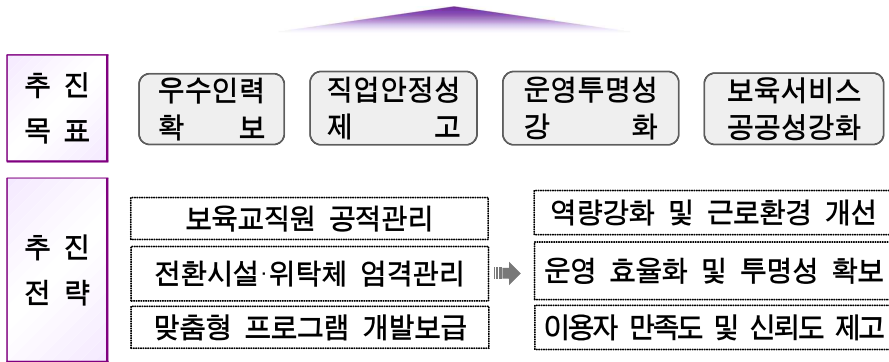 추 진
목 표
우수인력
확 보
직업안정성
제 고
운영투명성
강 화
보육서비스
공공성강화
추 진
전 략
보육교직원 공적관리
전환시설·위탁체 엄격관리
맞춤형 프로그램 개발보급
역량강화 및 근로환경 개선
운영 효율화 및 투명성 확보
이용자 만족도 및 신뢰도 제고